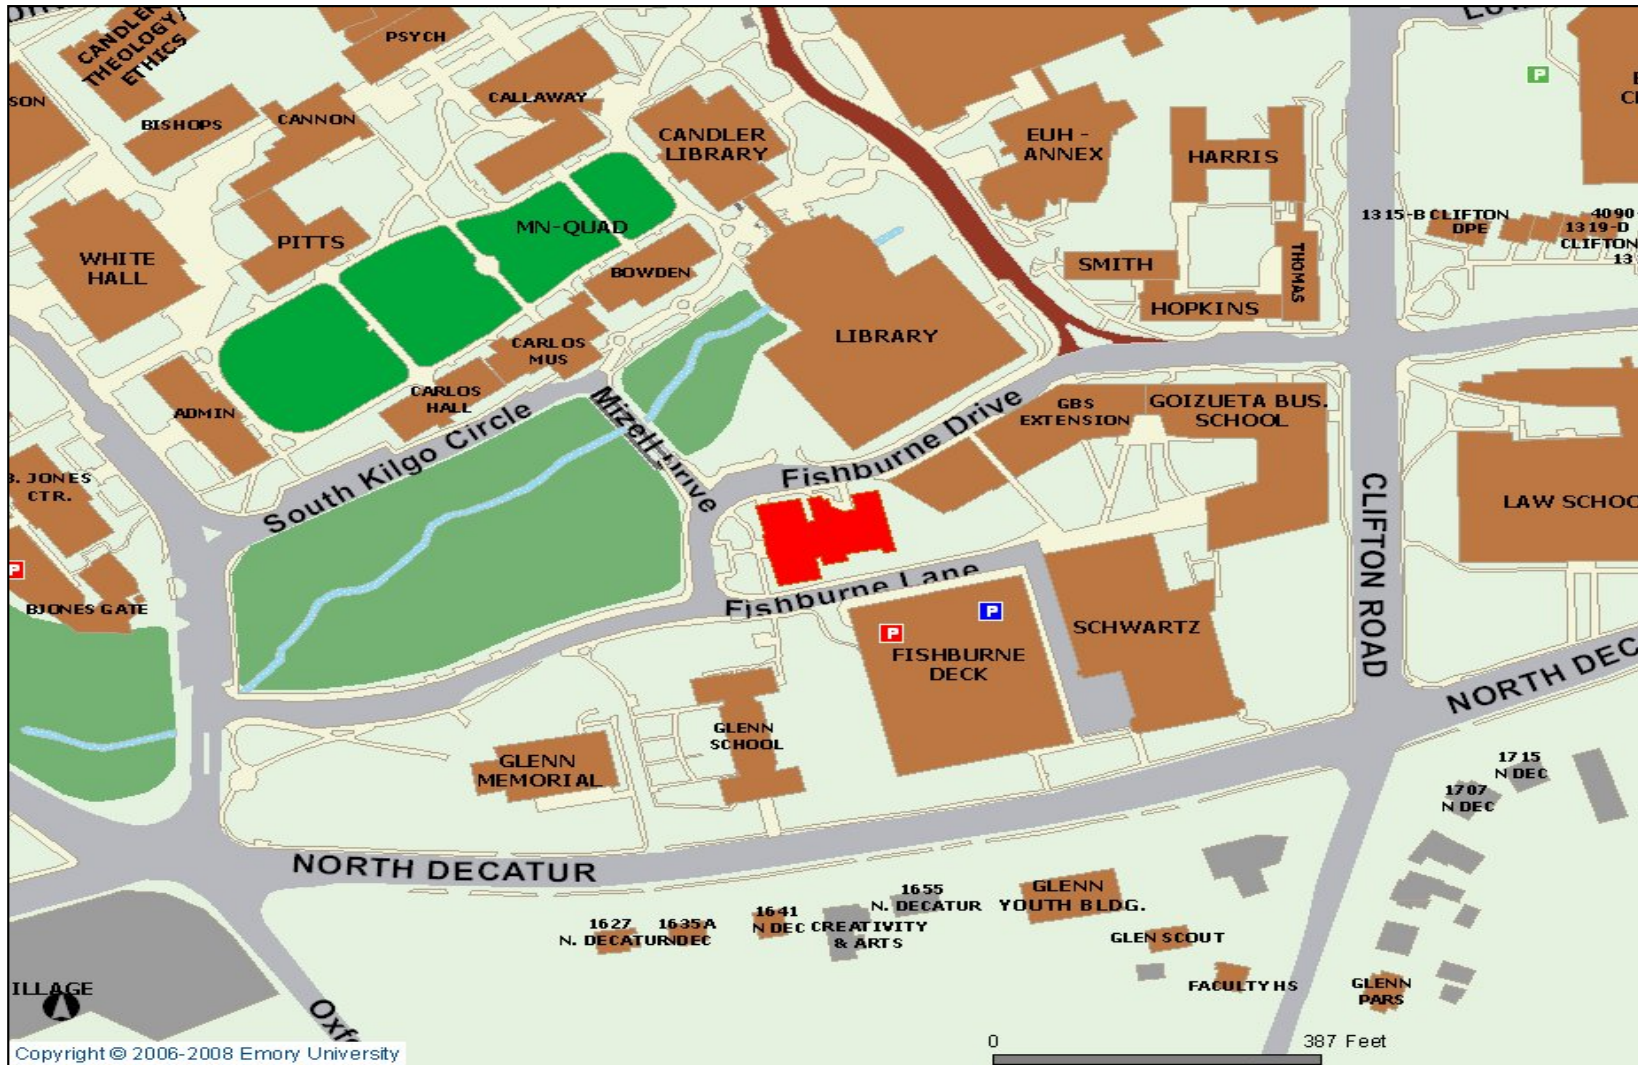 CANDLER
THEOLOGY/
ETHICS
PSYCH
SON
BISHOPS
CANNON
CALLAWAY
CANDLER
LIBRARY
EUH -
ANNEX
HARRIS
P
1315-B CLIFTON
DPE
4090
1319-D
CLIFTON
13
WHITE
HALL
PITTS
MN-QUAD
BOWDEN
SMITH
THOMAS
HOPKINS
LIBRARY
CARLOS
MUS
CARLOS
HALL
ADMIN
South Kilgo Circle
Mizell Drive
Fishburne Drive
GBS
EXTENSION
GOIZUETA BUS.
SCHOOL
B. JONES
CTR.
CLIFTON ROAD
LAW SCHOO
P
BJONES GATE
Fishburne Lane
P
P
FISHBURNE
DECK
SCHWARTZ
GLENN
SCHOOL
GLENN
MEMORIAL
NORTH DEC
1715
N DEC
1707
N DEC
NORTH DECATUR
1627
N. DECATUR
1635A
NDEC
1641
N DEC
CREATIVITY
& ARTS
1655
N. DECATUR
GLENN
YOUTH BLDG.
GLEN SCOUT
FACULTY HS
GLENN
PARS
ILLAGE
Oxfo
0
387 Feet
Copyright © 2006-2008 Emory University